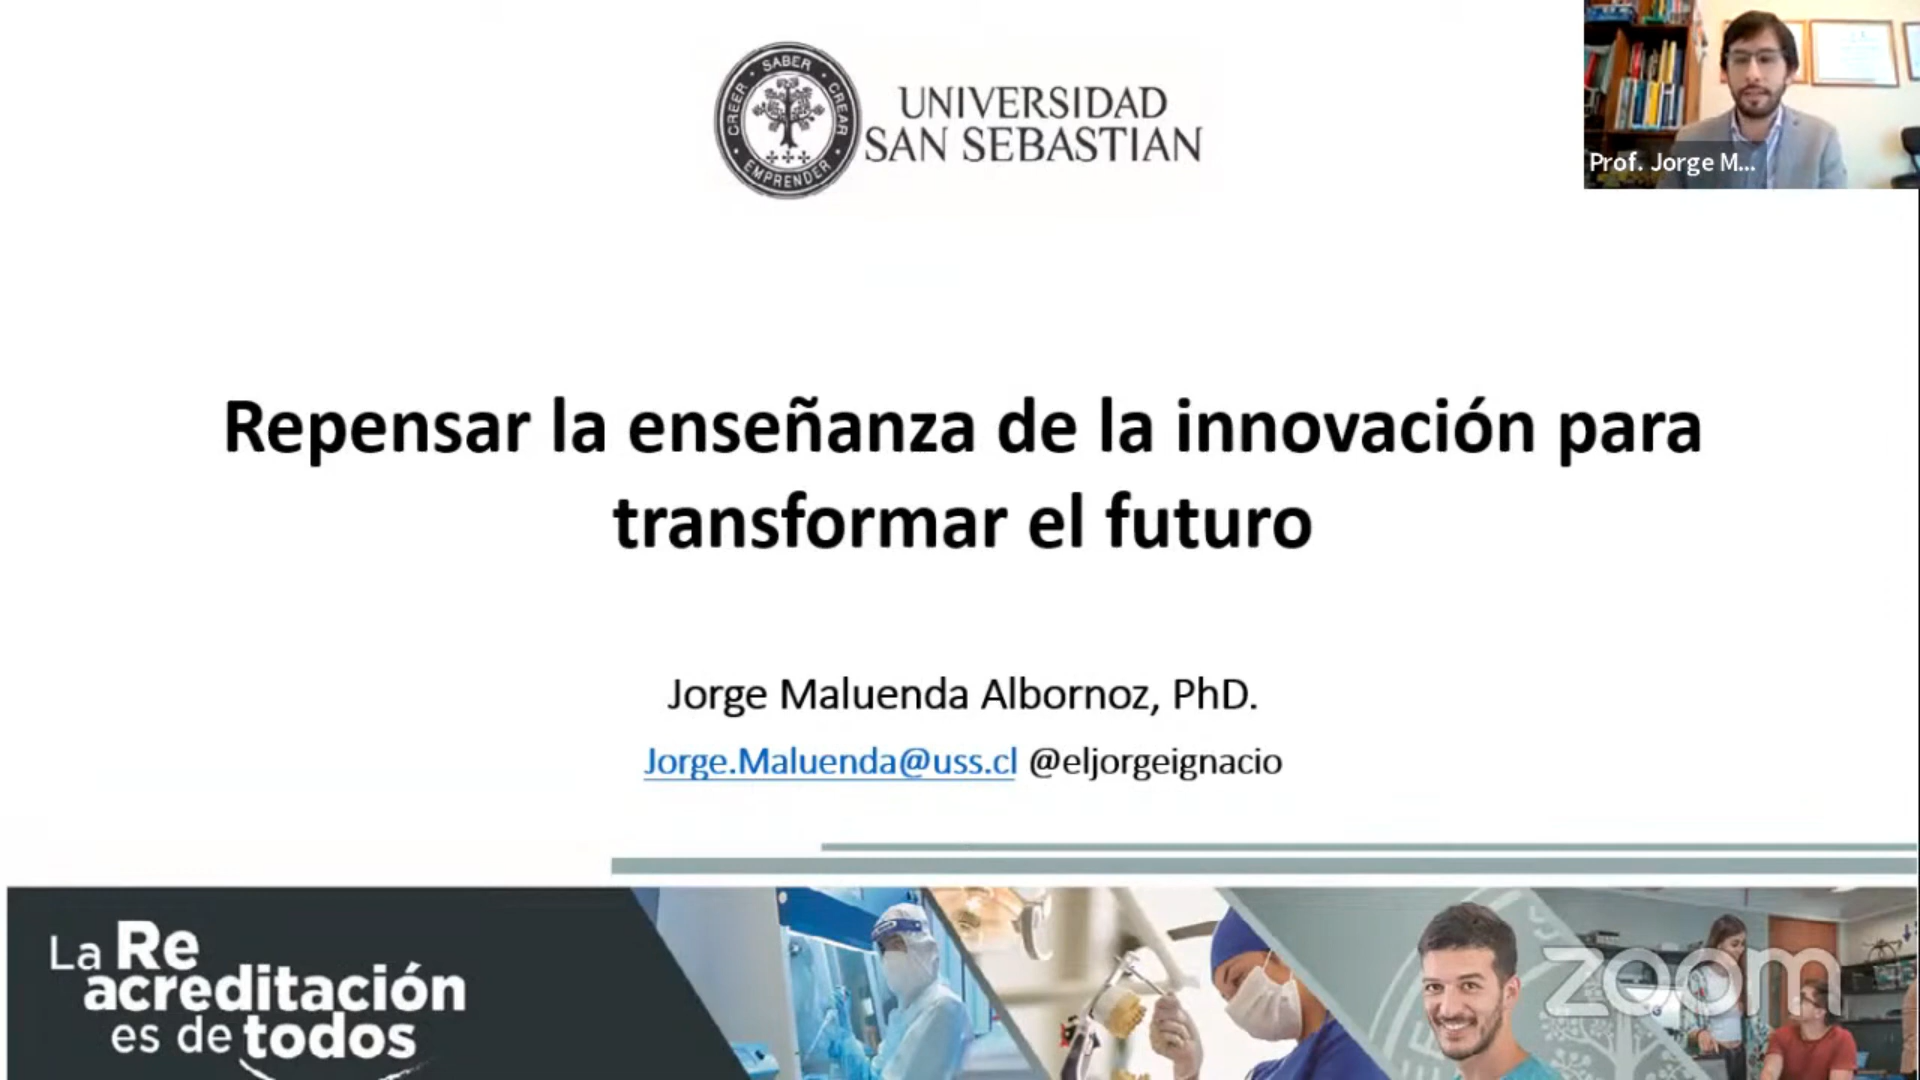 CREER · SABER · CREAR · EMPRENDER
UNIVERSIDAD
SAN SEBASTIAN
Prof. Jorge M...
Repensar la enseñanza de la innovación para
transformar el futuro
Jorge Maluenda Albornoz, PhD.
Jorge.Maluenda@uss.cl @eljorgeignacio
La Re
acreditación
es de todos
zoom